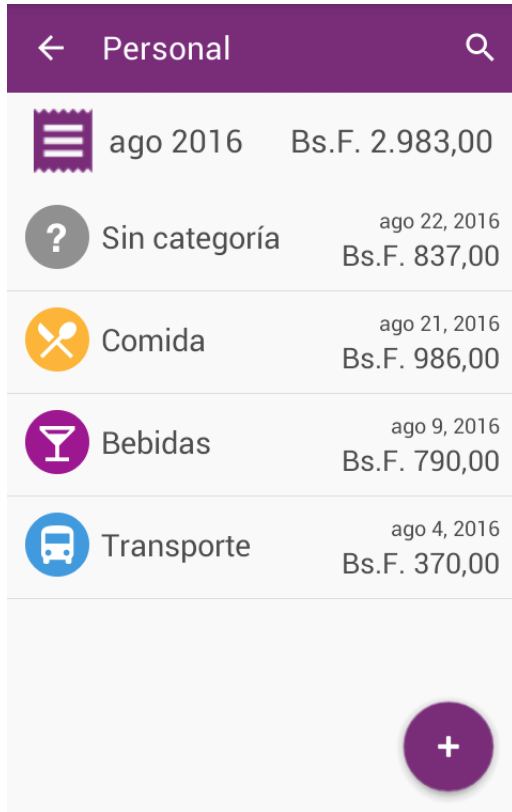 Personal
ago 2016 Bs.F. 2.983,00
Sin categoría
ago 22, 2016
Bs.F. 837,00
Comida
ago 21, 2016
Bs.F. 986,00
Bebidas
ago 9, 2016
Bs.F. 790,00
Transporte
ago 4, 2016
Bs.F. 370,00